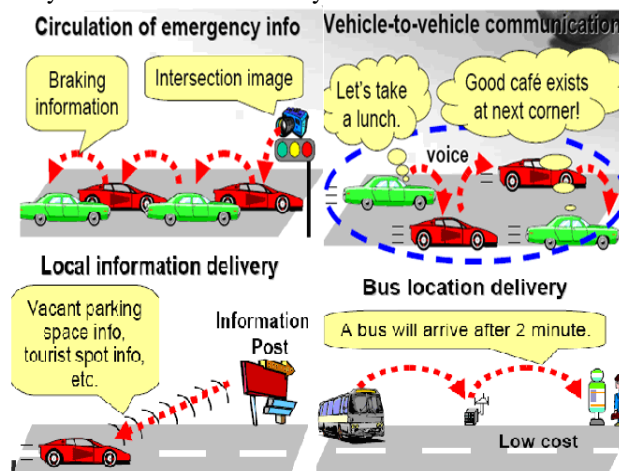 Circulation of emergency info
Braking
information
Intersection image
Vehicle-to-vehicle communication
Let's take
a lunch.
Good café exists
at next corner!
voice
Local information delivery
Vacant parking
space info,
tourist spot info,
etc.
Information
Post
Bus location delivery
A bus will arrive after 2 minute.
Low cost